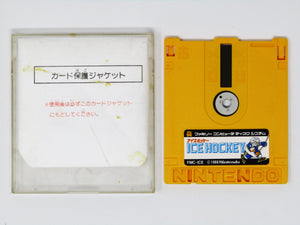 カード保護ジャケット
※使用後は必ずこのカードジャケット
にもどしてください。
ファミリー コンピュータ ディスク システム
アイスホッケー
ICE HOCKEY
FMC-ICE
© 1988 Nintendo
NINTENDO